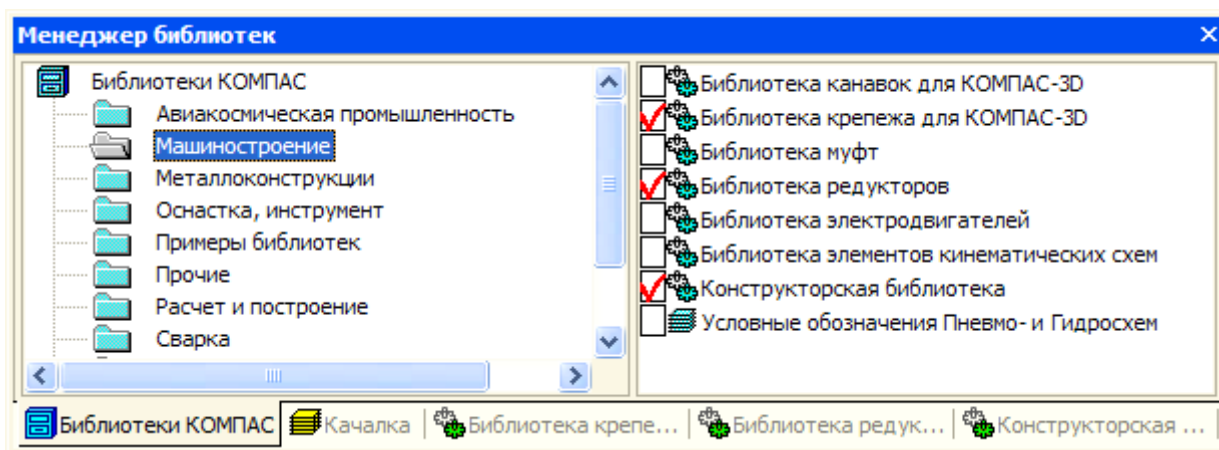 Менеджер библиотек
Библиотеки КОМПАС
Авиакосмическая промышленность
Машиностроение
Металлоконструкции
Оснастка, инструмент
Примеры библиотек
Прочие
Расчет и построение
Сварка
Библиотека канавок для КОМПАС-3D
Библиотека крепежа для КОМПАС-3D
Библиотека муфт
Библиотека редукторов
Библиотека электродвигателей
Библиотека элементов кинематических схем
Конструкторская библиотека
Условные обозначения Пневмо- и Гидросхем
Библиотеки КОМПАС Качалка Библиотека крепе... Библиотека редук... Конструкторская ...